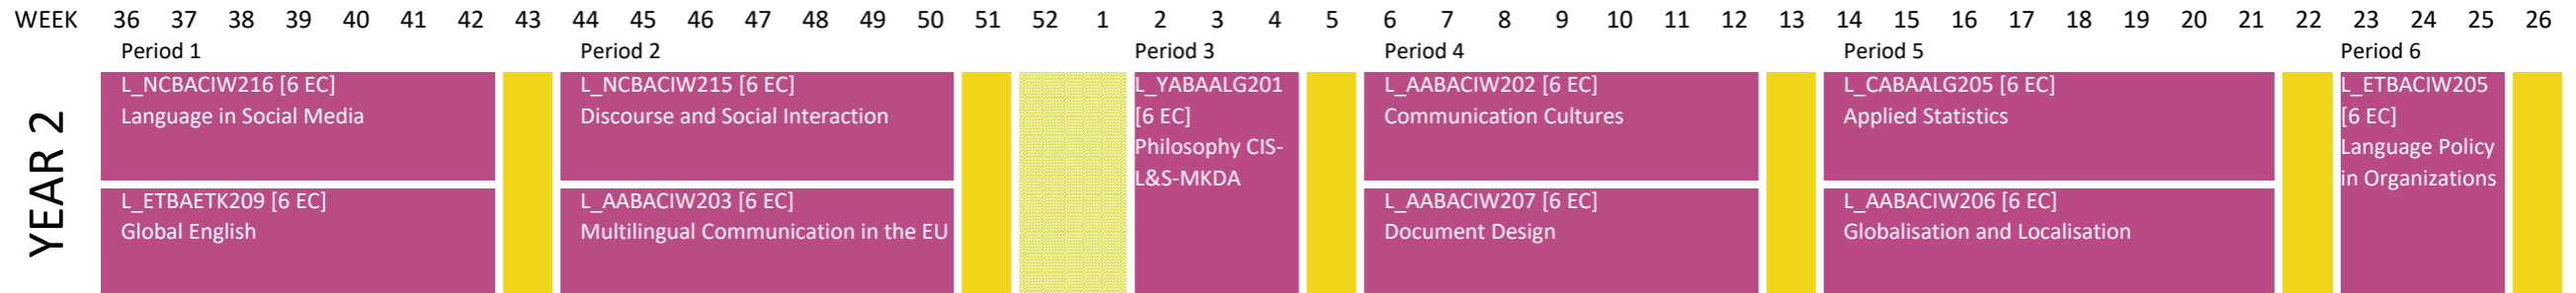 WEEK 36 37 38 39 40 41 42 43 44 45 46 47 48 49 50 51 52 1 2 3 4 5 6 7 8 9 10 11 12 13 14 15 16 17 18 19 20 21 22 23 24 25 26
Period 1 Period 2 Period 3 Period 4 Period 5 Period 6
YEAR 2
L_NCBACIW216 [6 EC]
Language in Social Media
L_ETBAETK209 [6 EC]
Global English
L_NCBACIW215 [6 EC]
Discourse and Social Interaction
L_AABACIW203 [6 EC]
Multilingual Communication in the EU
L_YABAALG201
[6 EC]
Philosophy CIS-
L&S-MKDA
L_AABACIW202 [6 EC]
Communication Cultures
L_AABACIW207 [6 EC]
Document Design
L_CABAALG205 [6 EC]
Applied Statistics
L_AABACIW206 [6 EC]
Globalisation and Localisation
L_ETBACIW205
[6 EC]
Language Policy
in Organizations